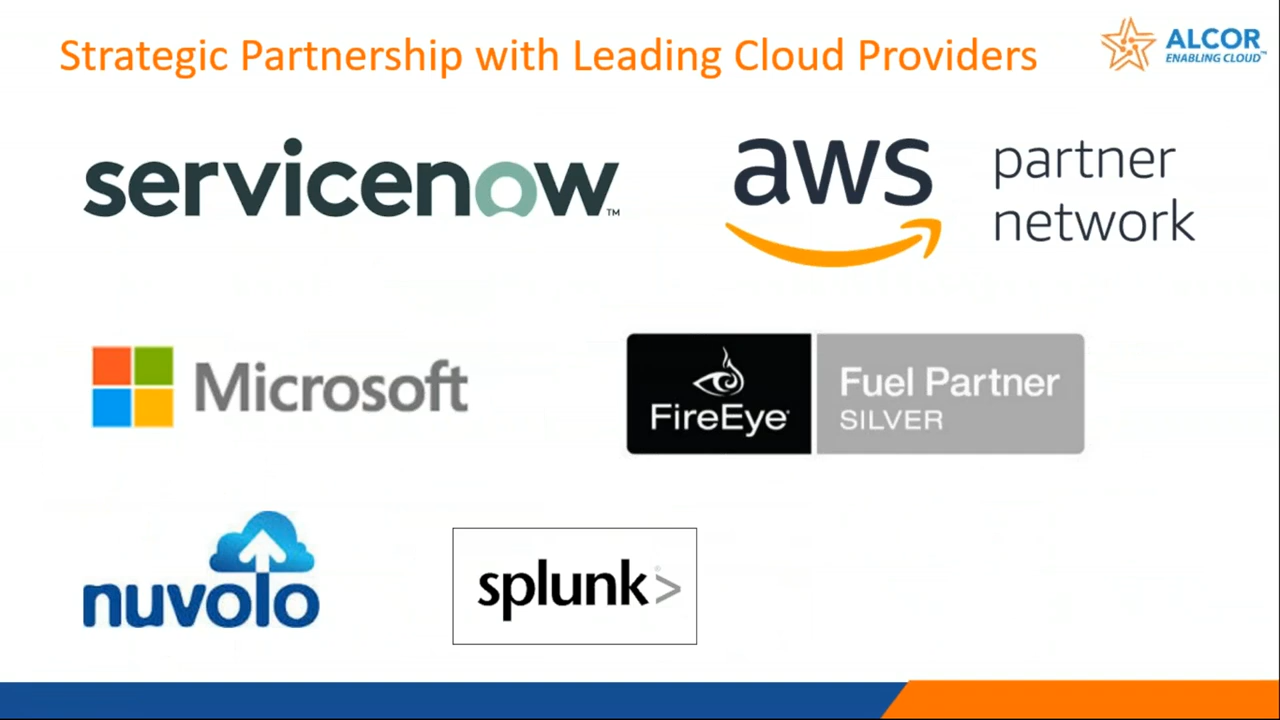 Strategic Partnership with Leading Cloud Providers
ALCOR
ENABLING CLOUD™
servicenow™
aws
partner
network
Microsoft
FireEye
Fuel Partner
SILVER
nuvolo
splunk>